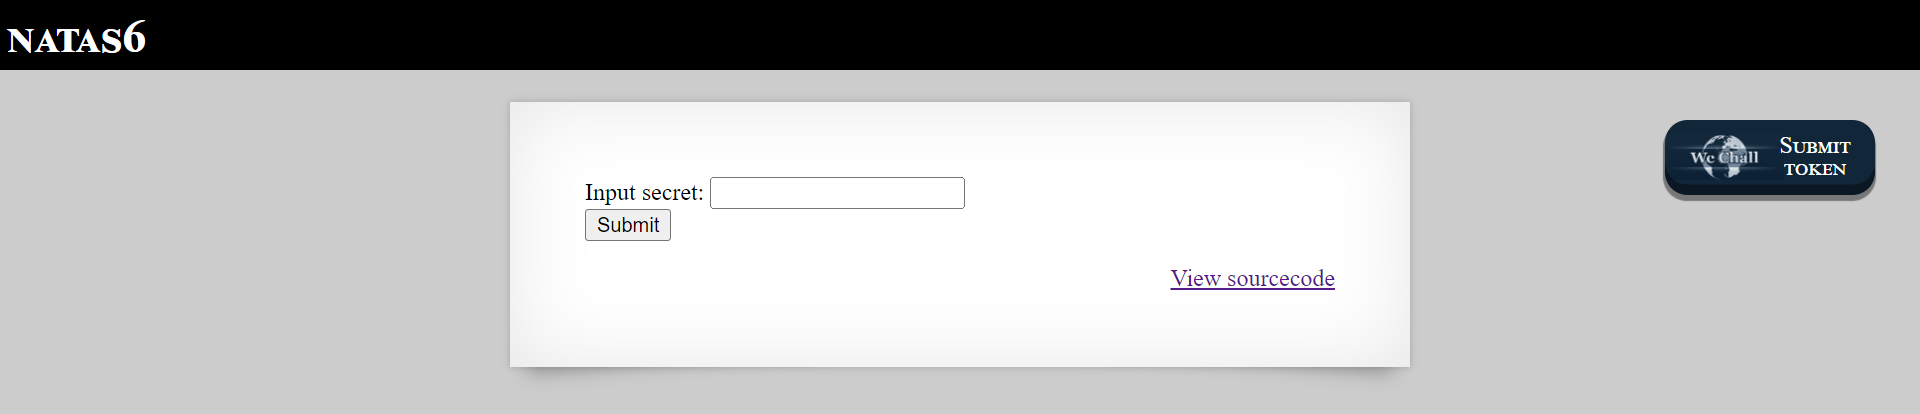 NATAS6
Input secret:
Submit
View sourcecode
We Chall
SUBMIT
TOKEN